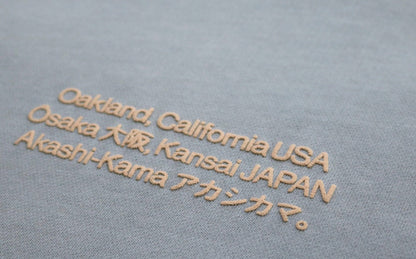 Oakland, California USA
Osaka 大阪, Kansai JAPAN
Akashi-Kama アカシカマ。